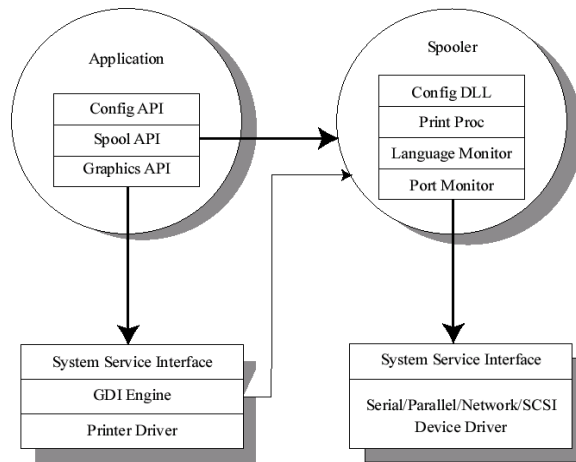 Application
Config API
Spool API
Graphics API
Spooler
Config DLL
Print Proc
Language Monitor
Port Monitor
System Service Interface
GDI Engine
Printer Driver
System Service Interface
Serial/Parallel/Network/SCSI
Device Driver